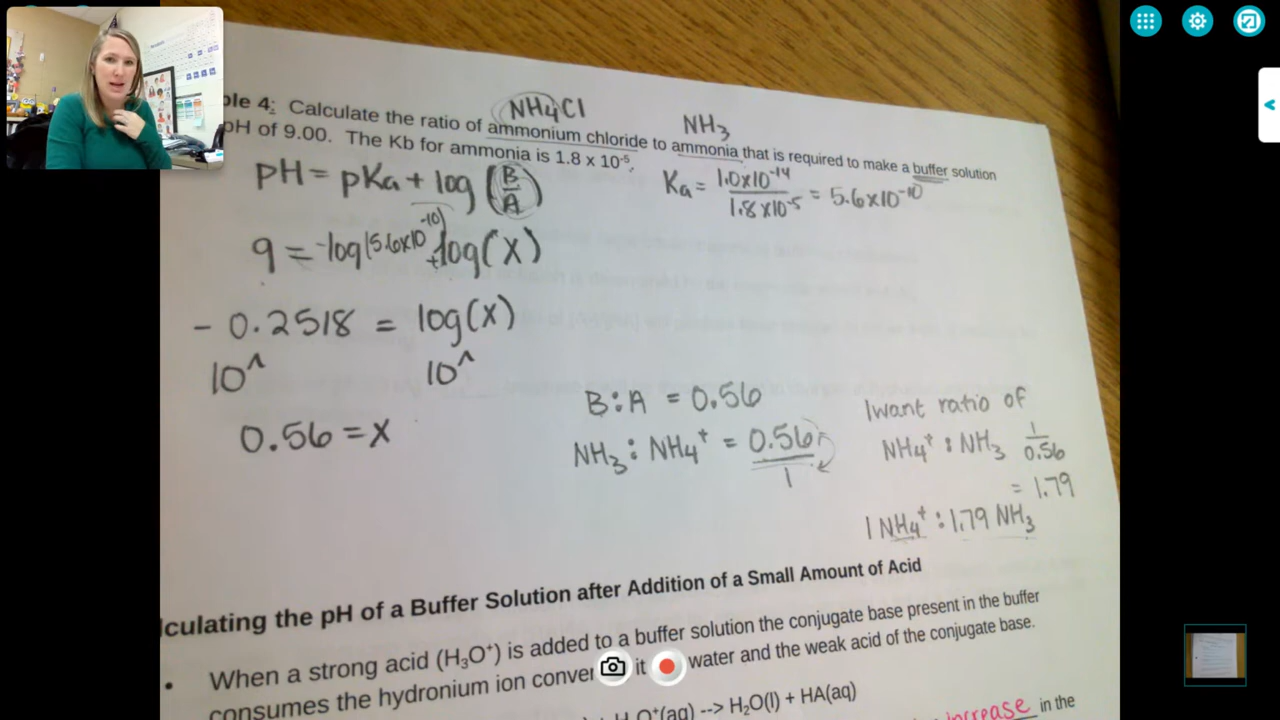 ple 4: Calculate the ratio of ammonium chloride to ammonia that is required to make a buffer solution
NH₄Cl
NH₃
pH of 9.00. The Kb for ammonia is 1.8 x 10⁻⁵.
pH = pKa + log (B/A)
Ka = 1.0x10⁻¹⁴ / 1.8x10⁻⁵ = 5.6x10⁻¹⁰
9 = -log(5.6x10⁻¹⁰) + log(x)
- 0.2518 = log(x)
10^ 10^
0.56 = x
B:A = 0.56
NH₃ : NH₄⁺ = 0.56 / 1
I want ratio of
NH₄⁺ : NH₃ 1/0.56
= 1.79
1 NH₄⁺ : 1.79 NH₃
lculating the pH of a Buffer Solution after Addition of a Small Amount of Acid
• When a strong acid (H₃O⁺) is added to a buffer solution the conjugate base present in the buffer
consumes the hydronium ion conver it water and the weak acid of the conjugate base.
H₃O⁺(aq) --> H₂O(l) + HA(aq)
increase in the